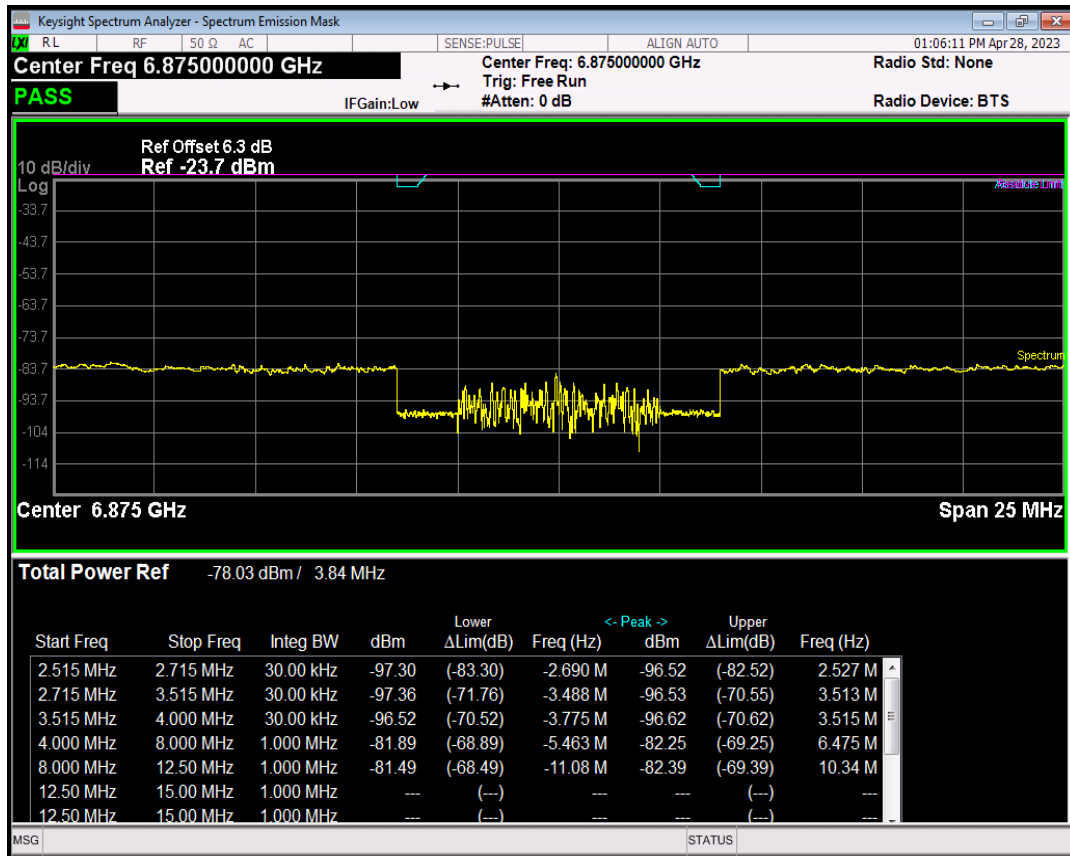 Keysight Spectrum Analyzer - Spectrum Emission Mask
LXI RL RF 50 Ω AC SENSE:PULSE ALIGN AUTO 01:06:11 PM Apr 28, 2023
Center Freq 6.875000000 GHz Center Freq: 6.875000000 GHz Radio Std: None
Trig: Free Run
PASS IFGain:Low #Atten: 0 dB Radio Device: BTS
Ref Offset 6.3 dB
10 dB/div Ref -23.7 dBm
Log Absolute Limit
-33.7
-43.7
-53.7
-63.7
-73.7
Spectrum
-83.7
-93.7
-104
-114
Center 6.875 GHz Span 25 MHz
Total Power Ref -78.03 dBm / 3.84 MHz
Lower <- Peak -> Upper
Start Freq Stop Freq Integ BW dBm ΔLim(dB) Freq (Hz) dBm ΔLim(dB) Freq (Hz)
2.515 MHz 2.715 MHz 30.00 kHz -97.30 (-83.30) -2.690 M -96.52 (-82.52) 2.527 M
2.715 MHz 3.515 MHz 30.00 kHz -97.36 (-71.76) -3.488 M -96.53 (-70.55) 3.513 M
3.515 MHz 4.000 MHz 30.00 kHz -96.52 (-70.52) -3.775 M -96.62 (-70.62) 3.515 M
4.000 MHz 8.000 MHz 1.000 MHz -81.89 (-68.89) -5.463 M -82.25 (-69.25) 6.475 M
8.000 MHz 12.50 MHz 1.000 MHz -81.49 (-68.49) -11.08 M -82.39 (-69.39) 10.34 M
12.50 MHz 15.00 MHz 1.000 MHz --- (---) --- --- (---) ---
12.50 MHz 15.00 MHz 1.000 MHz --- (---) --- --- (---) ---
MSG STATUS